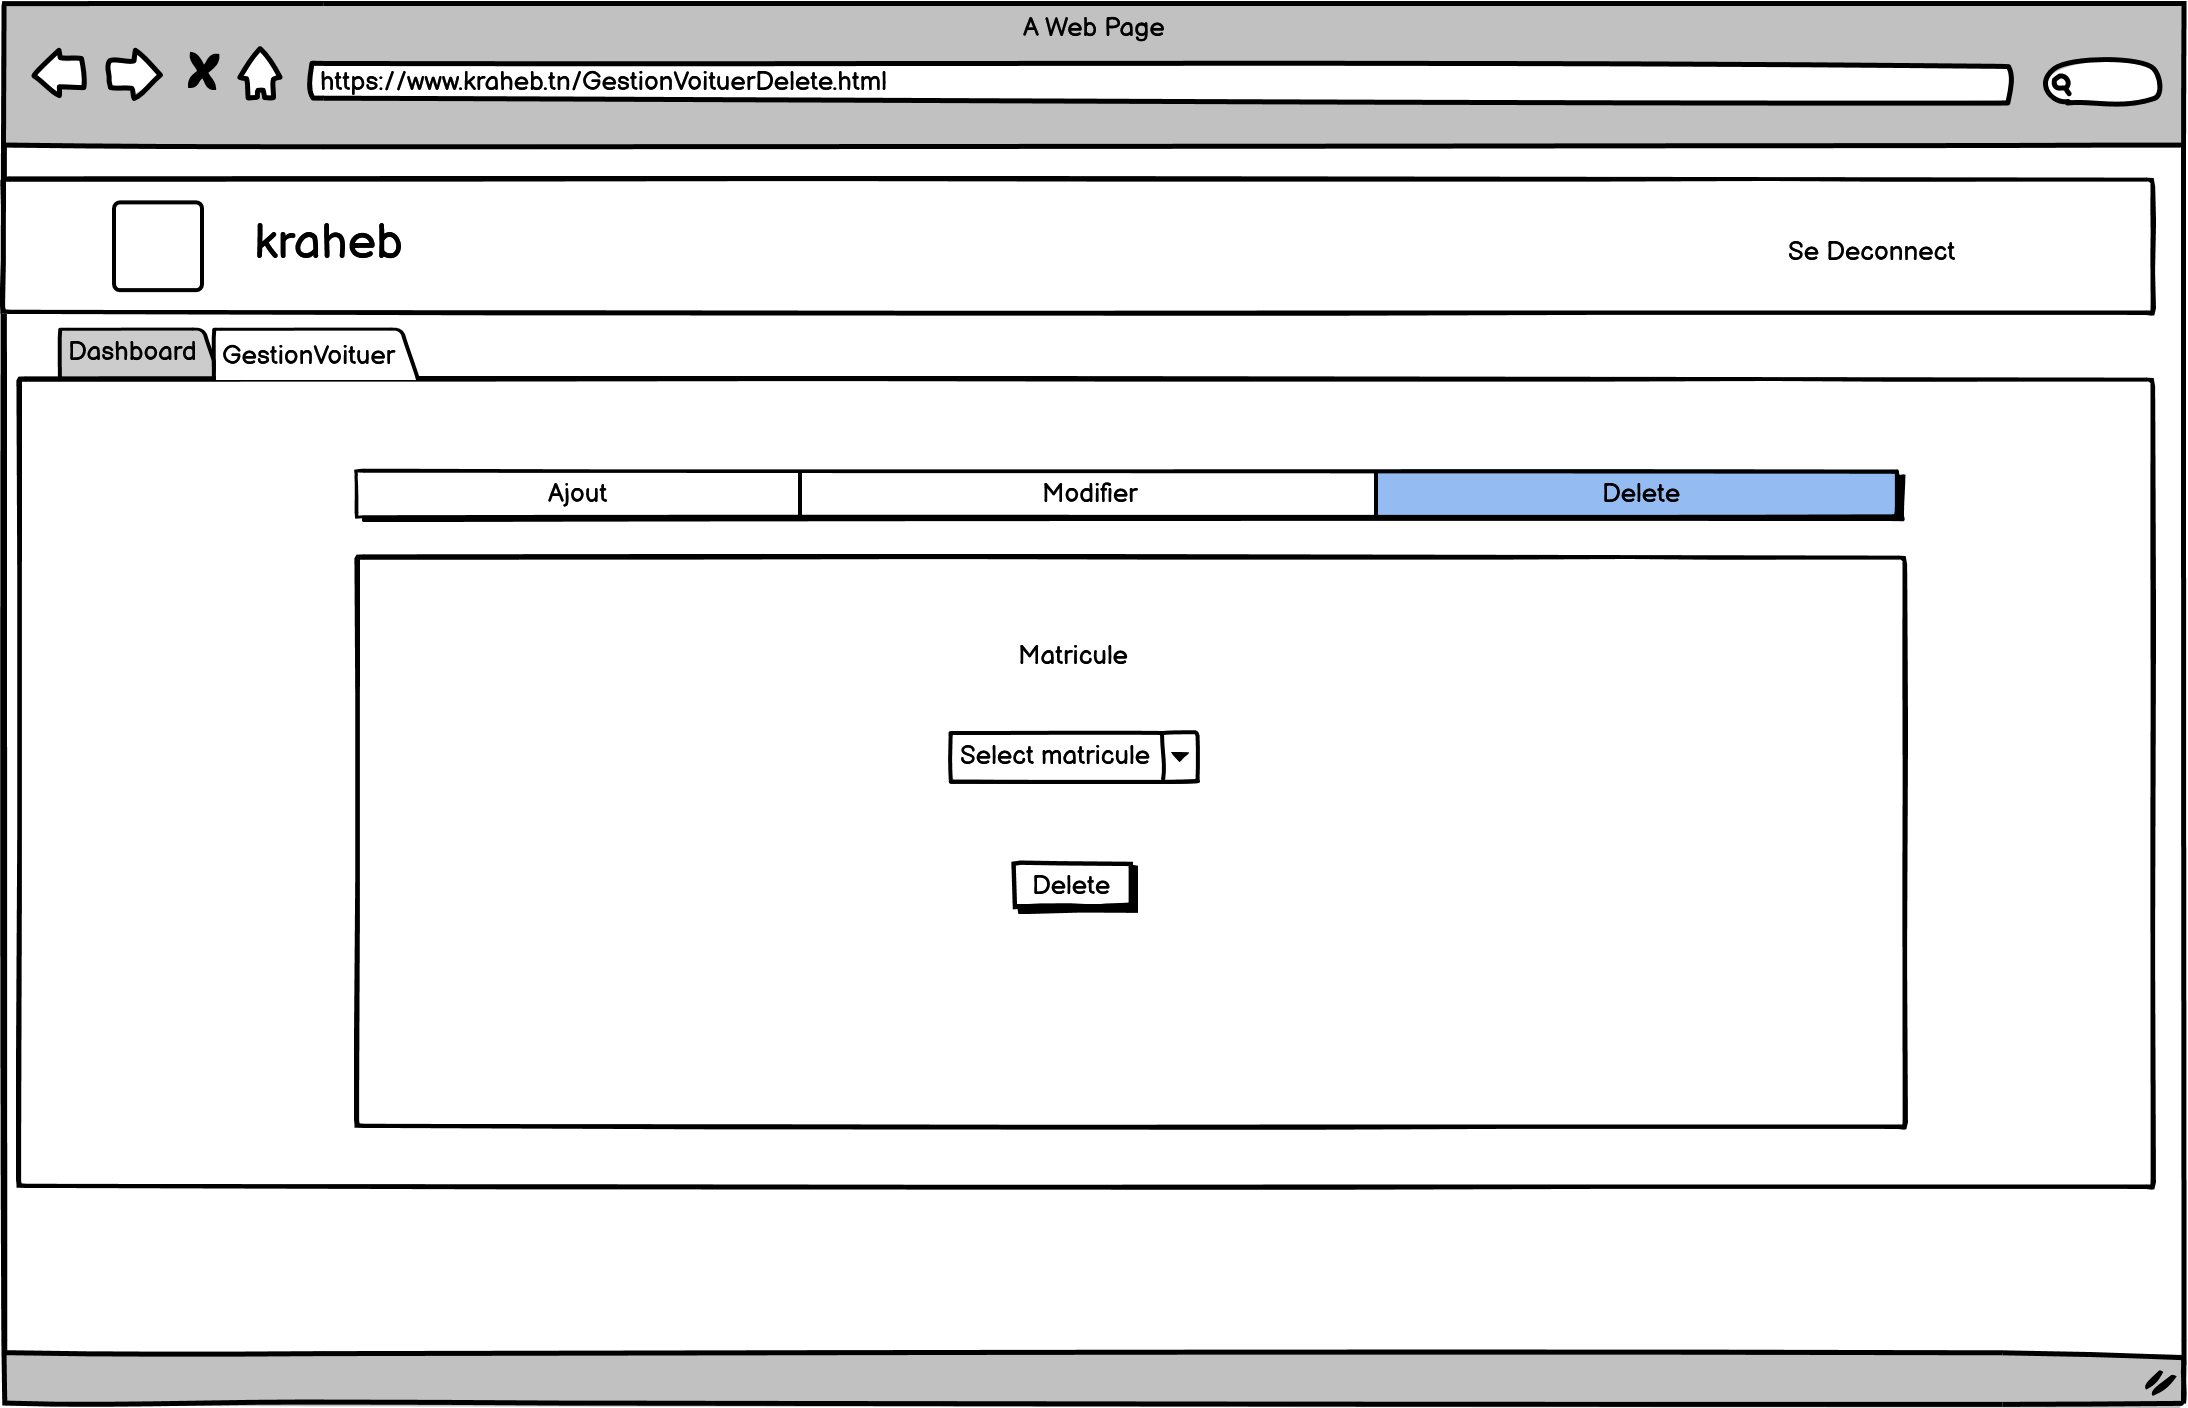 A Web Page
https://www.kraheb.tn/GestionVoituerDelete.html
kraheb
Se Deconnect
Dashboard
GestionVoituer
Ajout
Modifier
Delete
Matricule
Select matricule
Delete